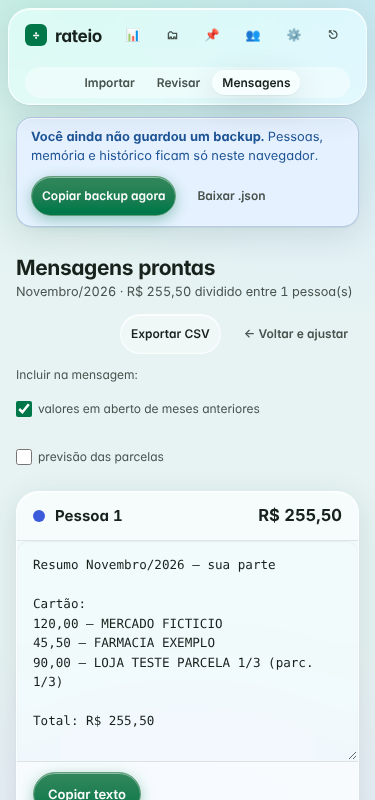 ÷ rateio
Importar Revisar Mensagens
Você ainda não guardou um backup. Pessoas,
memória e histórico ficam só neste navegador.
Copiar backup agora Baixar .json
Mensagens prontas
Novembro/2026 · R$ 255,50 dividido entre 1 pessoa(s)
Exportar CSV ← Voltar e ajustar
Incluir na mensagem:
valores em aberto de meses anteriores
previsão das parcelas
Pessoa 1 R$ 255,50
Resumo Novembro/2026 — sua parte
Cartão:
120,00 — MERCADO FICTICIO
45,50 — FARMACIA EXEMPLO
90,00 — LOJA TESTE PARCELA 1/3 (parc.
1/3)
Total: R$ 255,50
Copiar texto